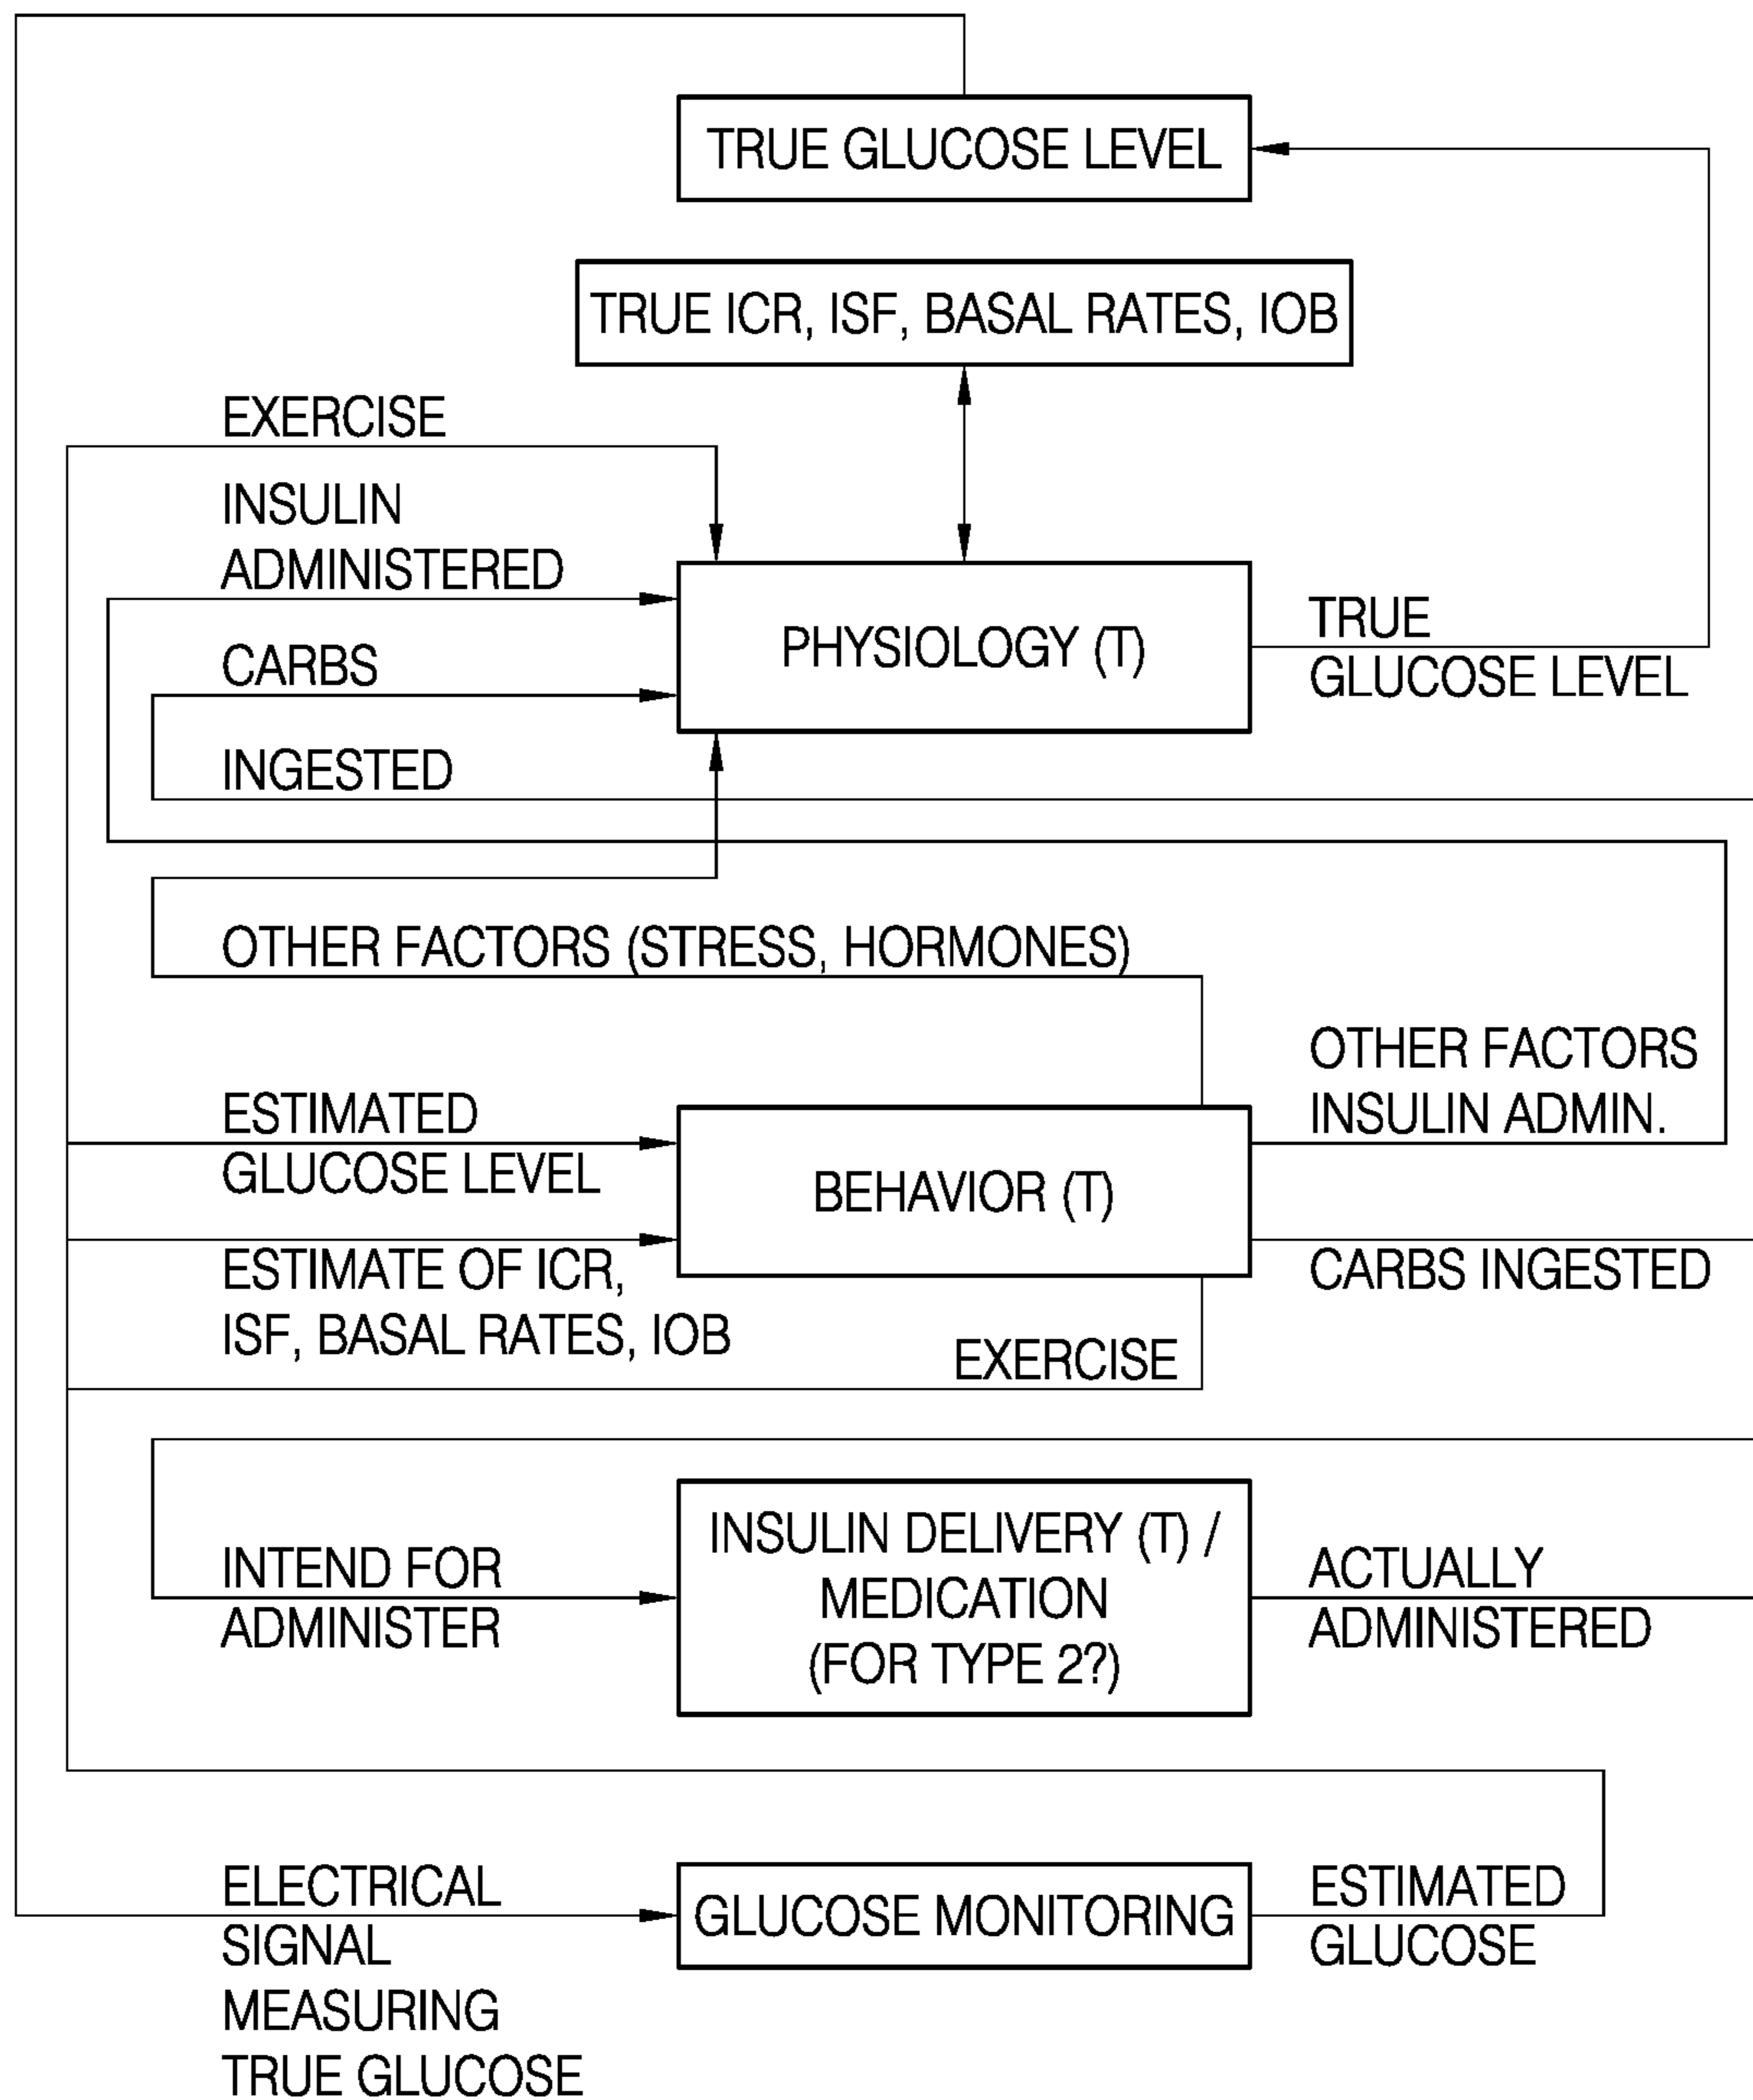 TRUE GLUCOSE LEVEL
TRUE ICR, ISF, BASAL RATES, IOB
EXERCISE
INSULIN
ADMINISTERED
CARBS
INGESTED
PHYSIOLOGY (T)
TRUE
GLUCOSE LEVEL
OTHER FACTORS (STRESS, HORMONES)
ESTIMATED
GLUCOSE LEVEL
ESTIMATE OF ICR,
ISF, BASAL RATES, IOB
BEHAVIOR (T)
OTHER FACTORS
INSULIN ADMIN.
CARBS INGESTED
EXERCISE
INTEND FOR
ADMINISTER
INSULIN DELIVERY (T) /
MEDICATION
(FOR TYPE 2?)
ACTUALLY
ADMINISTERED
ELECTRICAL
SIGNAL
MEASURING
TRUE GLUCOSE
GLUCOSE MONITORING
ESTIMATED
GLUCOSE